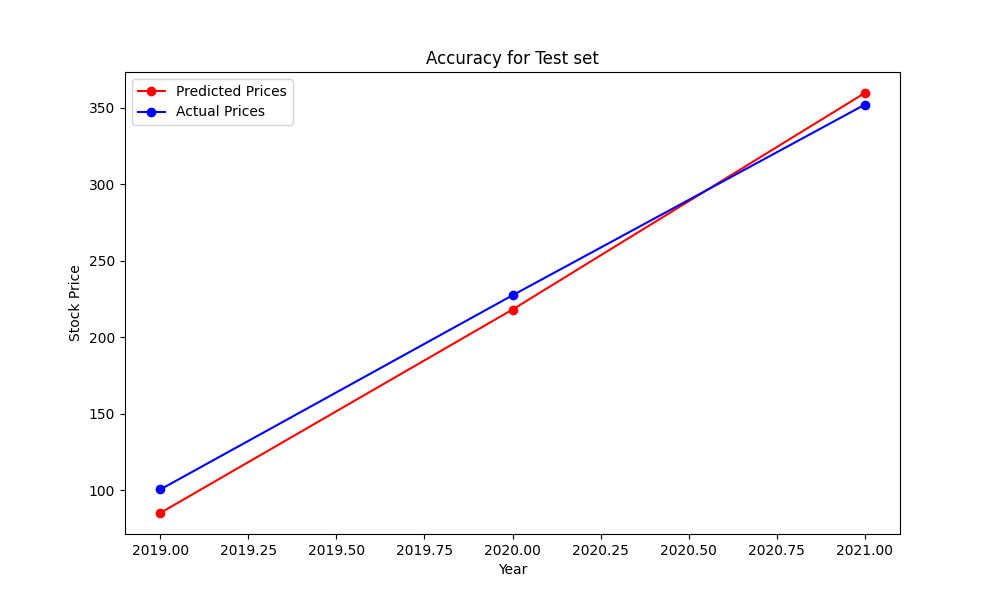 Accuracy for Test set
Predicted Prices
Actual Prices
350
300
250
200
150
100
Stock Price
2019.00 2019.25 2019.50 2019.75 2020.00 2020.25 2020.50 2020.75 2021.00
Year